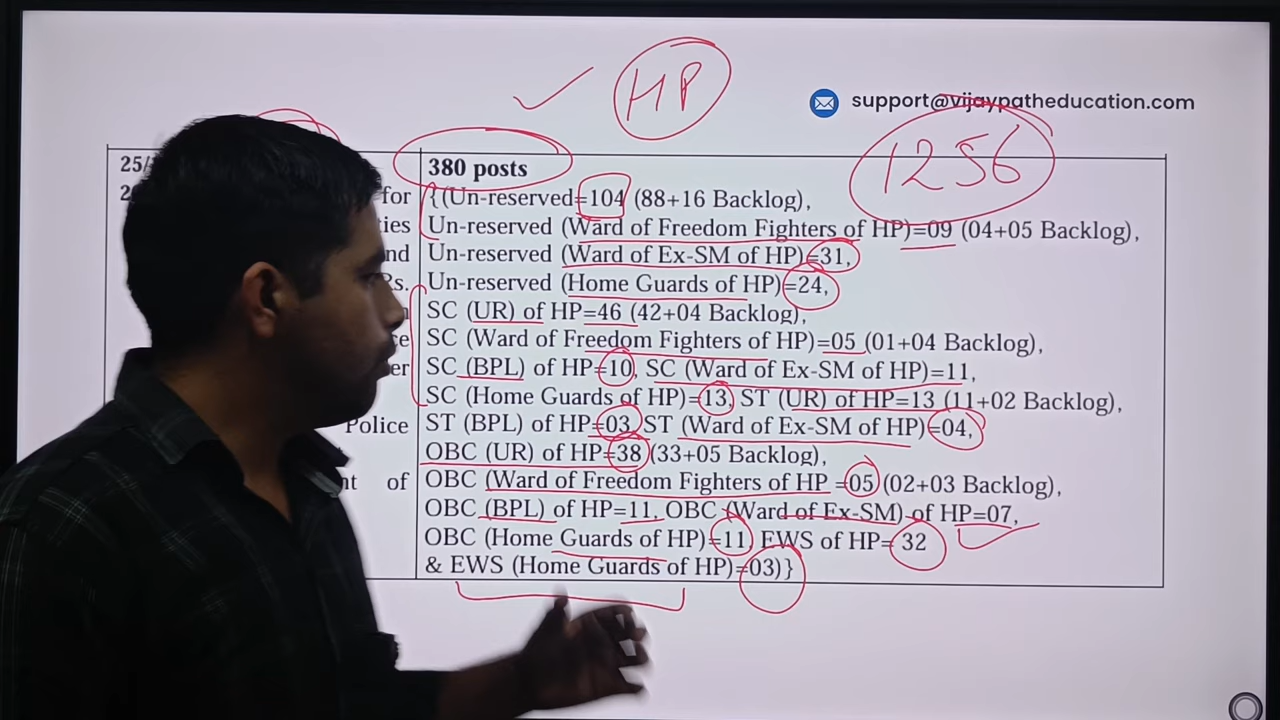 HP
support@vijaypatheducation.com
1256
25/
380 posts
for {(Un-reserved=104 (88+16 Backlog),
ties Un-reserved (Ward of Freedom Fighters of HP)=09 (04+05 Backlog),
nd Un-reserved (Ward of Ex-SM of HP)=31,
Rs. Un-reserved (Home Guards of HP)=24,
SC (UR) of HP=46 (42+04 Backlog),
ce SC (Ward of Freedom Fighters of HP)=05 (01+04 Backlog),
er SC (BPL) of HP=10, SC (Ward of Ex-SM of HP)=11,
SC (Home Guards of HP)=13, ST (UR) of HP=13 (11+02 Backlog),
Police ST (BPL) of HP=03, ST (Ward of Ex-SM of HP)=04,
OBC (UR) of HP=38 (33+05 Backlog),
nt of OBC (Ward of Freedom Fighters of HP =05 (02+03 Backlog),
OBC (BPL) of HP=11, OBC (Ward of Ex-SM) of HP=07,
OBC (Home Guards of HP)=11, EWS of HP= 32
& EWS (Home Guards of HP)=03)}